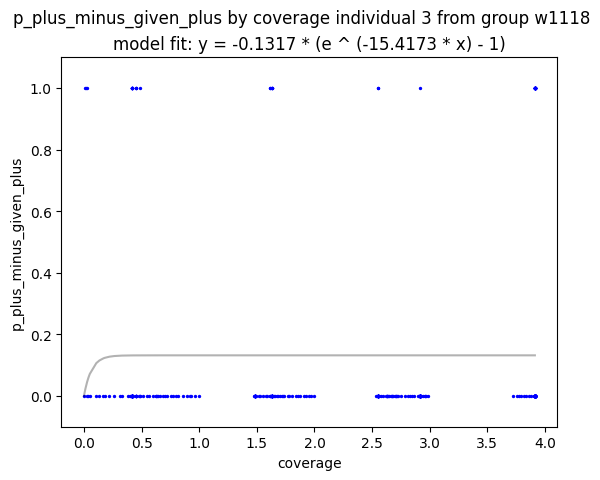 p_plus_minus_given_plus by coverage individual 3 from group w1118
model fit: y = -0.1317 * (e ^ (-15.4173 * x) - 1)
1.0
0.8
0.6
0.4
0.2
0.0
p_plus_minus_given_plus
0.0 0.5 1.0 1.5 2.0 2.5 3.0 3.5 4.0
coverage